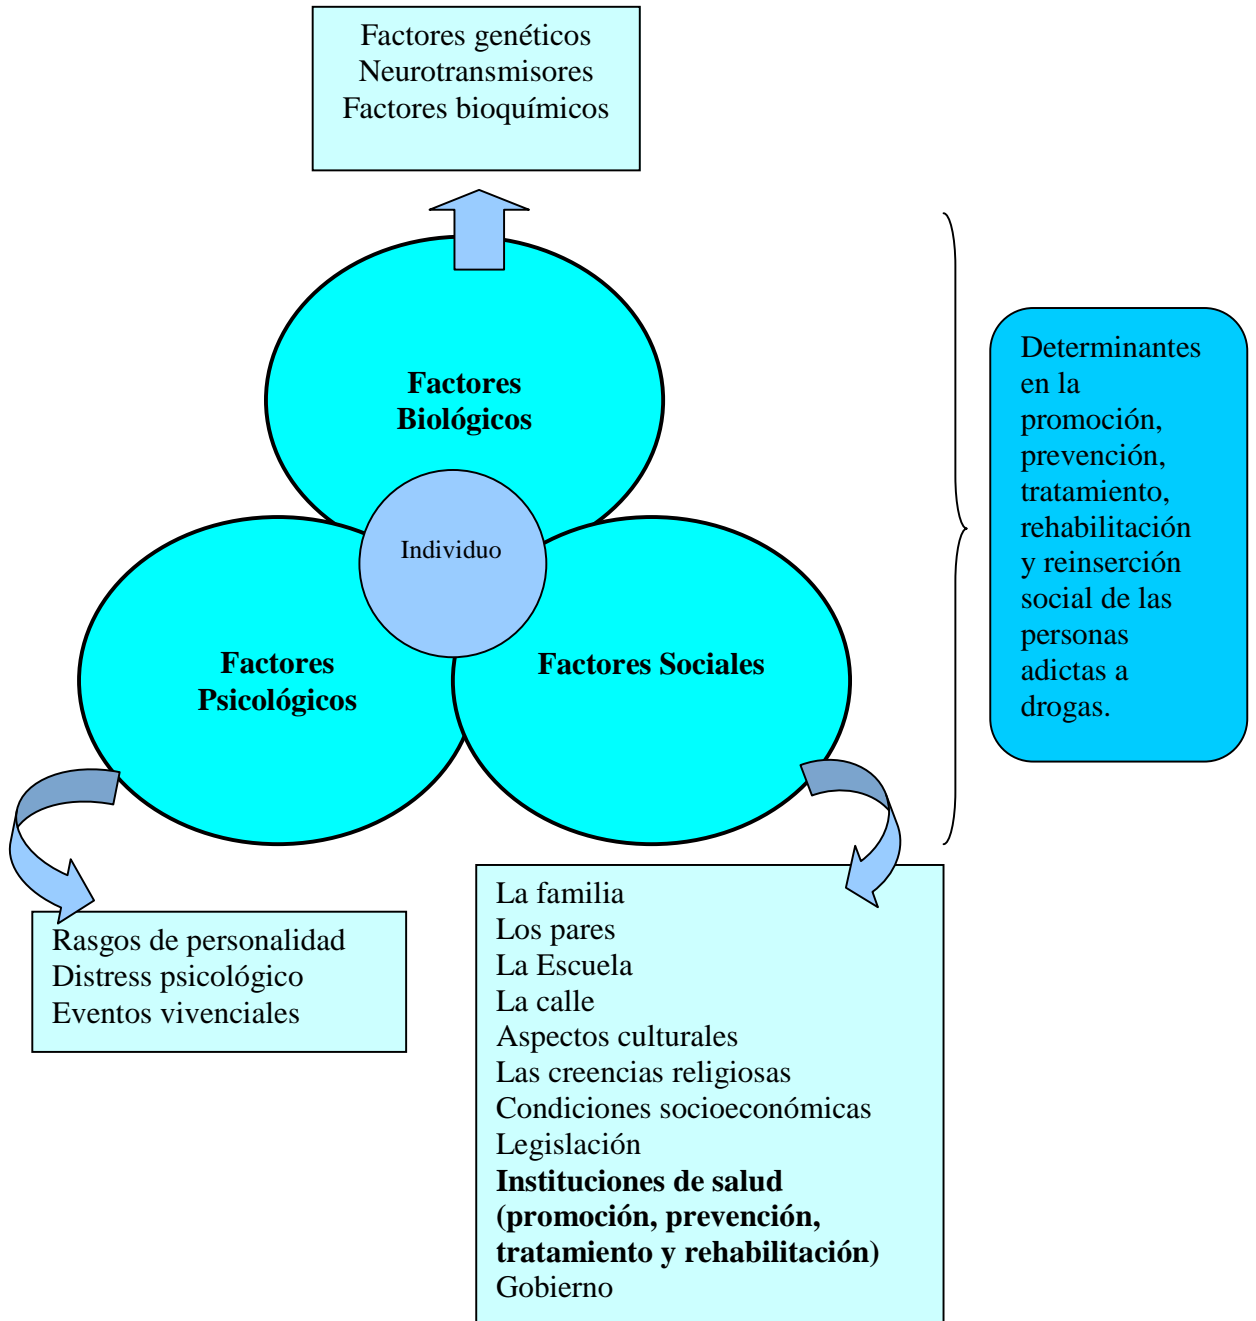 Factores genéticos
Neurotransmisores
Factores bioquímicos
Factores
Biológicos
Individuo
Factores
Psicológicos
Factores Sociales
Determinantes
en la
promoción,
prevención,
tratamiento,
rehabilitación
y reinserción
social de las
personas
adictas a
drogas.
Rasgos de personalidad
Distress psicológico
Eventos vivenciales
La familia
Los pares
La Escuela
La calle
Aspectos culturales
Las creencias religiosas
Condiciones socioeconómicas
Legislación
Instituciones de salud
(promoción, prevención,
tratamiento y rehabilitación)
Gobierno